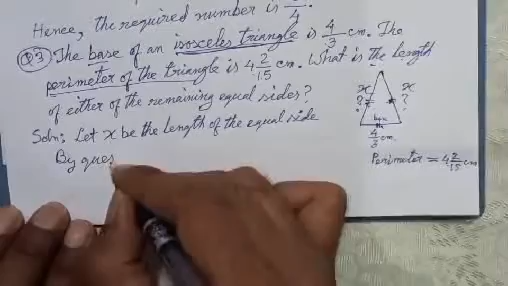 Hence, the required number is /4.
Q3 The base of an isosceles triangle is 4/3 cm. The
perimeter of the triangle is 4 2/15 cm. What is the length
of either of the remaining equal sides?
Soln: Let x be the length of the equal side
By ques
x x
? ?
base
4/3 cm
Perimeter = 4 2/15 cm